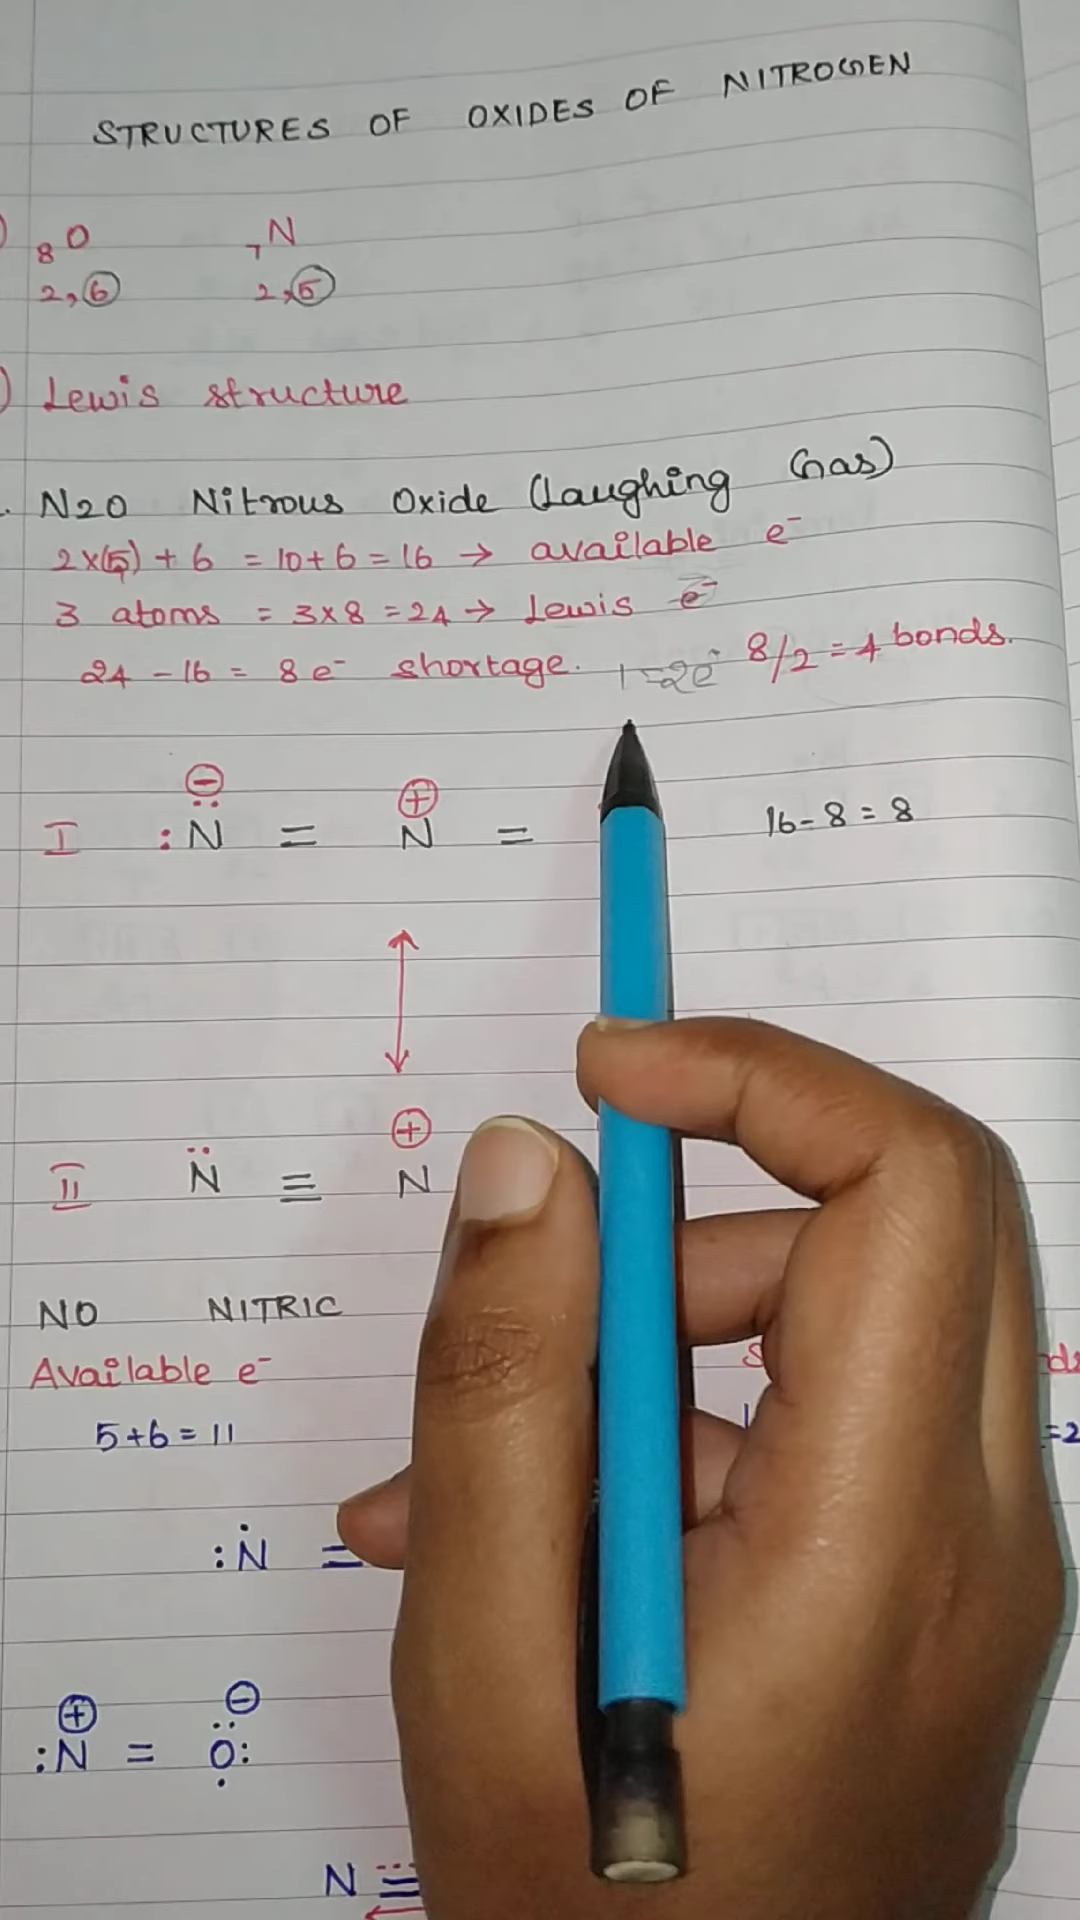 STRUCTURES OF OXIDES OF NITROGEN
) 8O 7N
2,6 2,5
) Lewis structure
. N2O Nitrous Oxide (Laughing Gas)
2×(5) + 6 = 10+6 = 16 → available e⁻
3 atoms = 3×8 = 24 → Lewis e⁻
24 - 16 = 8e⁻ shortage. 1=2e⁻ 8/2 = 4 bonds.
⊖ ⊕
I :N̈ = N = 16-8=8
⊕
II N̈ ≡ N
NO NITRIC
Available e⁻
5+6=11 =2
:Ṅ =
⊕ ⊖
:N = Ö:
N ≡